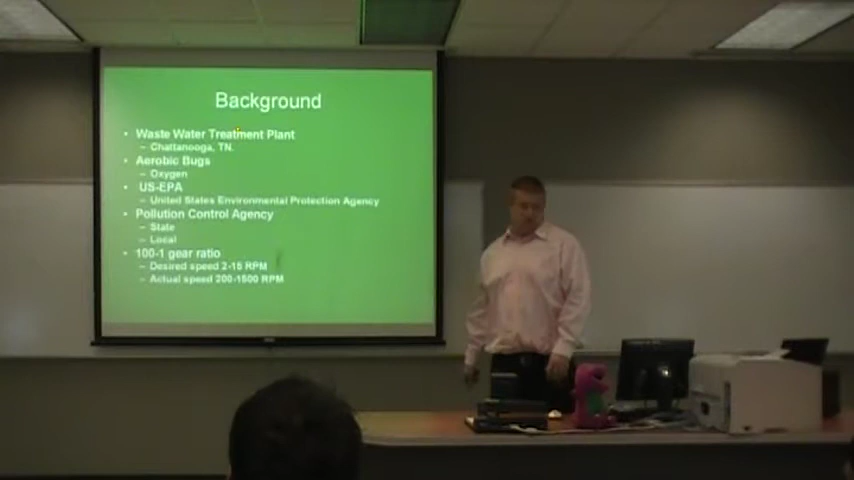 Background
• Waste Water Treatment Plant
– Chattanooga, TN.
• Aerobic Bugs
– Oxygen
• US-EPA
– United States Environmental Protection Agency
• Pollution Control Agency
– State
– Local
• 100-1 gear ratio
– Desired speed 2-15 RPM
– Actual speed 200-1500 RPM